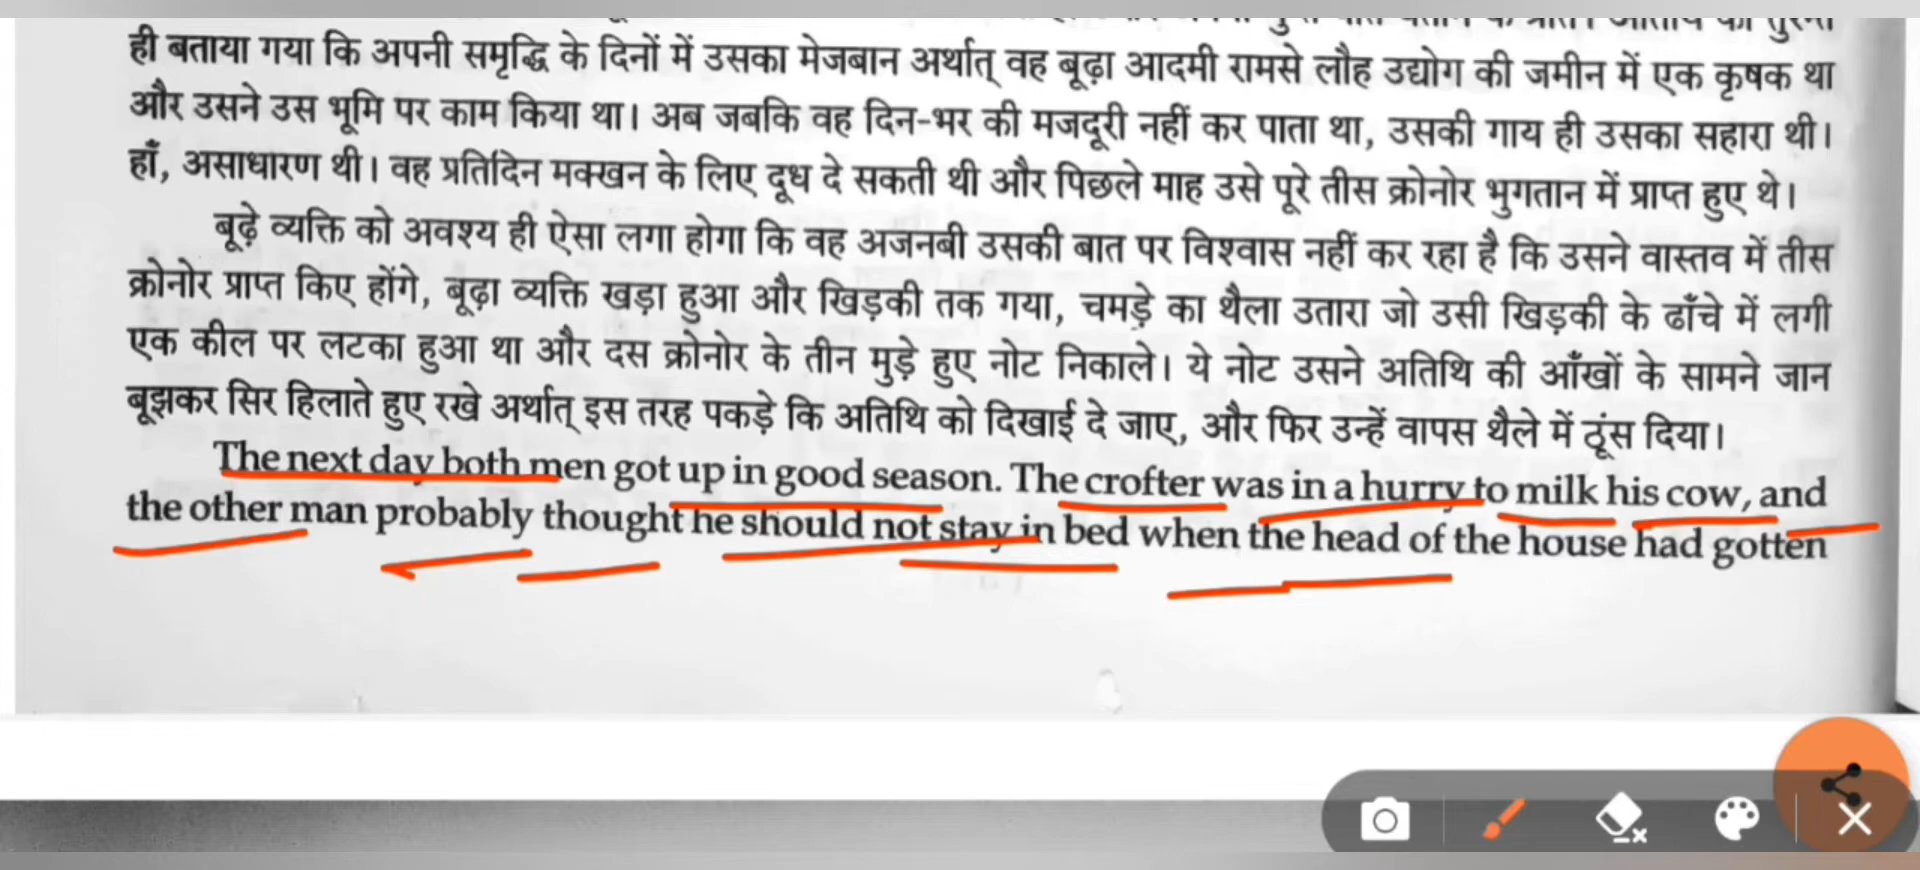 ही बताया गया कि अपनी समृद्धि के दिनों में उसका मेजबान अर्थात् वह बूढ़ा आदमी रामसे लौह उद्योग की जमीन में एक कृषक था
और उसने उस भूमि पर काम किया था। अब जबकि वह दिन-भर की मजदूरी नहीं कर पाता था, उसकी गाय ही उसका सहारा थी।
हाँ, असाधारण थी। वह प्रतिदिन मक्खन के लिए दूध दे सकती थी और पिछले माह उसे पूरे तीस क्रोनोर भुगतान में प्राप्त हुए थे।
बूढ़े व्यक्ति को अवश्य ही ऐसा लगा होगा कि वह अजनबी उसकी बात पर विश्वास नहीं कर रहा है कि उसने वास्तव में तीस
क्रोनोर प्राप्त किए होंगे, बूढ़ा व्यक्ति खड़ा हुआ और खिड़की तक गया, चमड़े का थैला उतारा जो उसी खिड़की के ढाँचे में लगी
एक कील पर लटका हुआ था और दस क्रोनोर के तीन मुड़े हुए नोट निकाले। ये नोट उसने अतिथि की आँखों के सामने जान
बूझकर सिर हिलाते हुए रखे अर्थात् इस तरह पकड़े कि अतिथि को दिखाई दे जाए, और फिर उन्हें वापस थैले में ठूंस दिया।
The next day both men got up in good season. The crofter was in a hurry to milk his cow, and
the other man probably thought he should not stay in bed when the head of the house had gotten